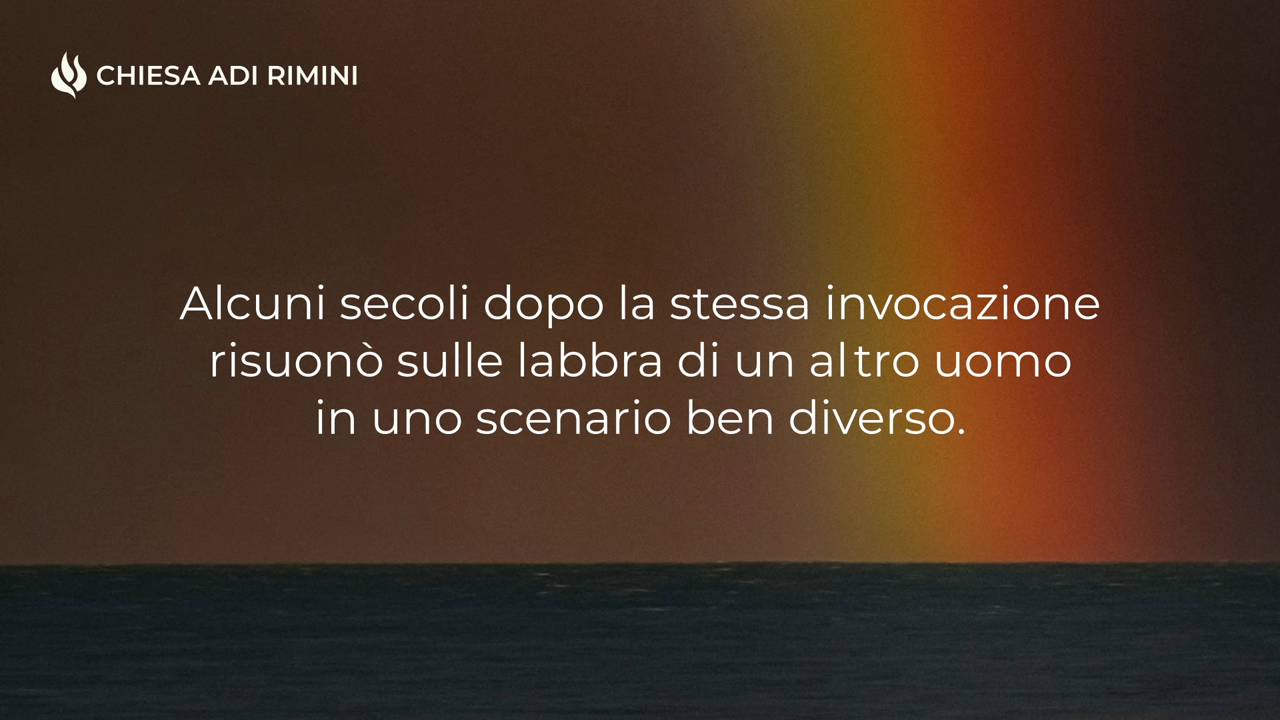 CHIESA ADI RIMINI
Alcuni secoli dopo la stessa invocazione
risuonò sulle labbra di un altro uomo
in uno scenario ben diverso.